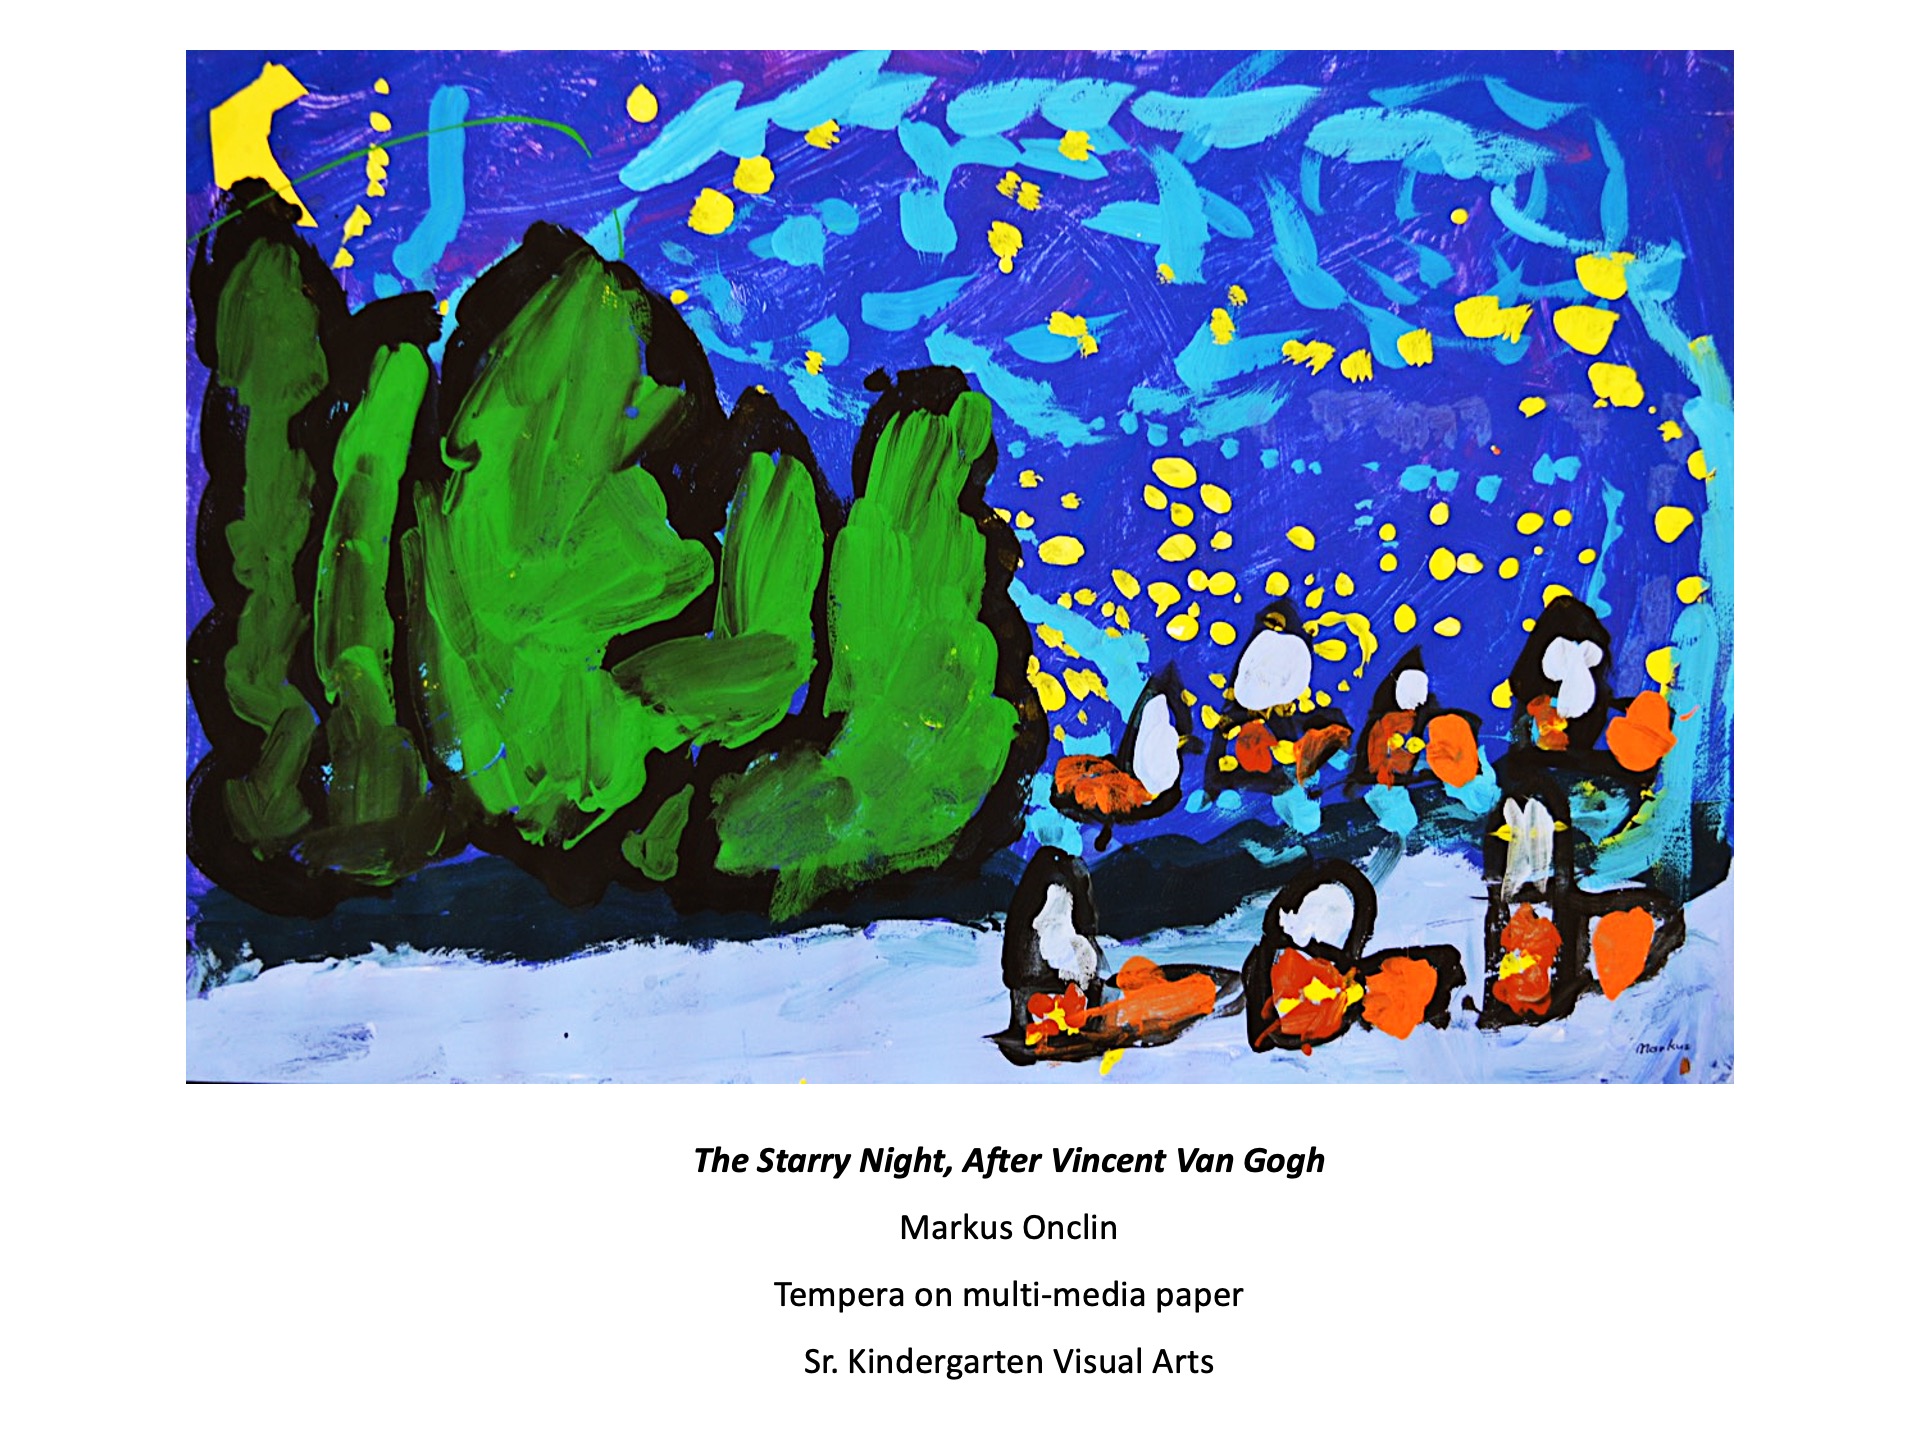 Markus
The Starry Night, After Vincent Van Gogh
Markus Onclin
Tempera on multi-media paper
Sr. Kindergarten Visual Arts